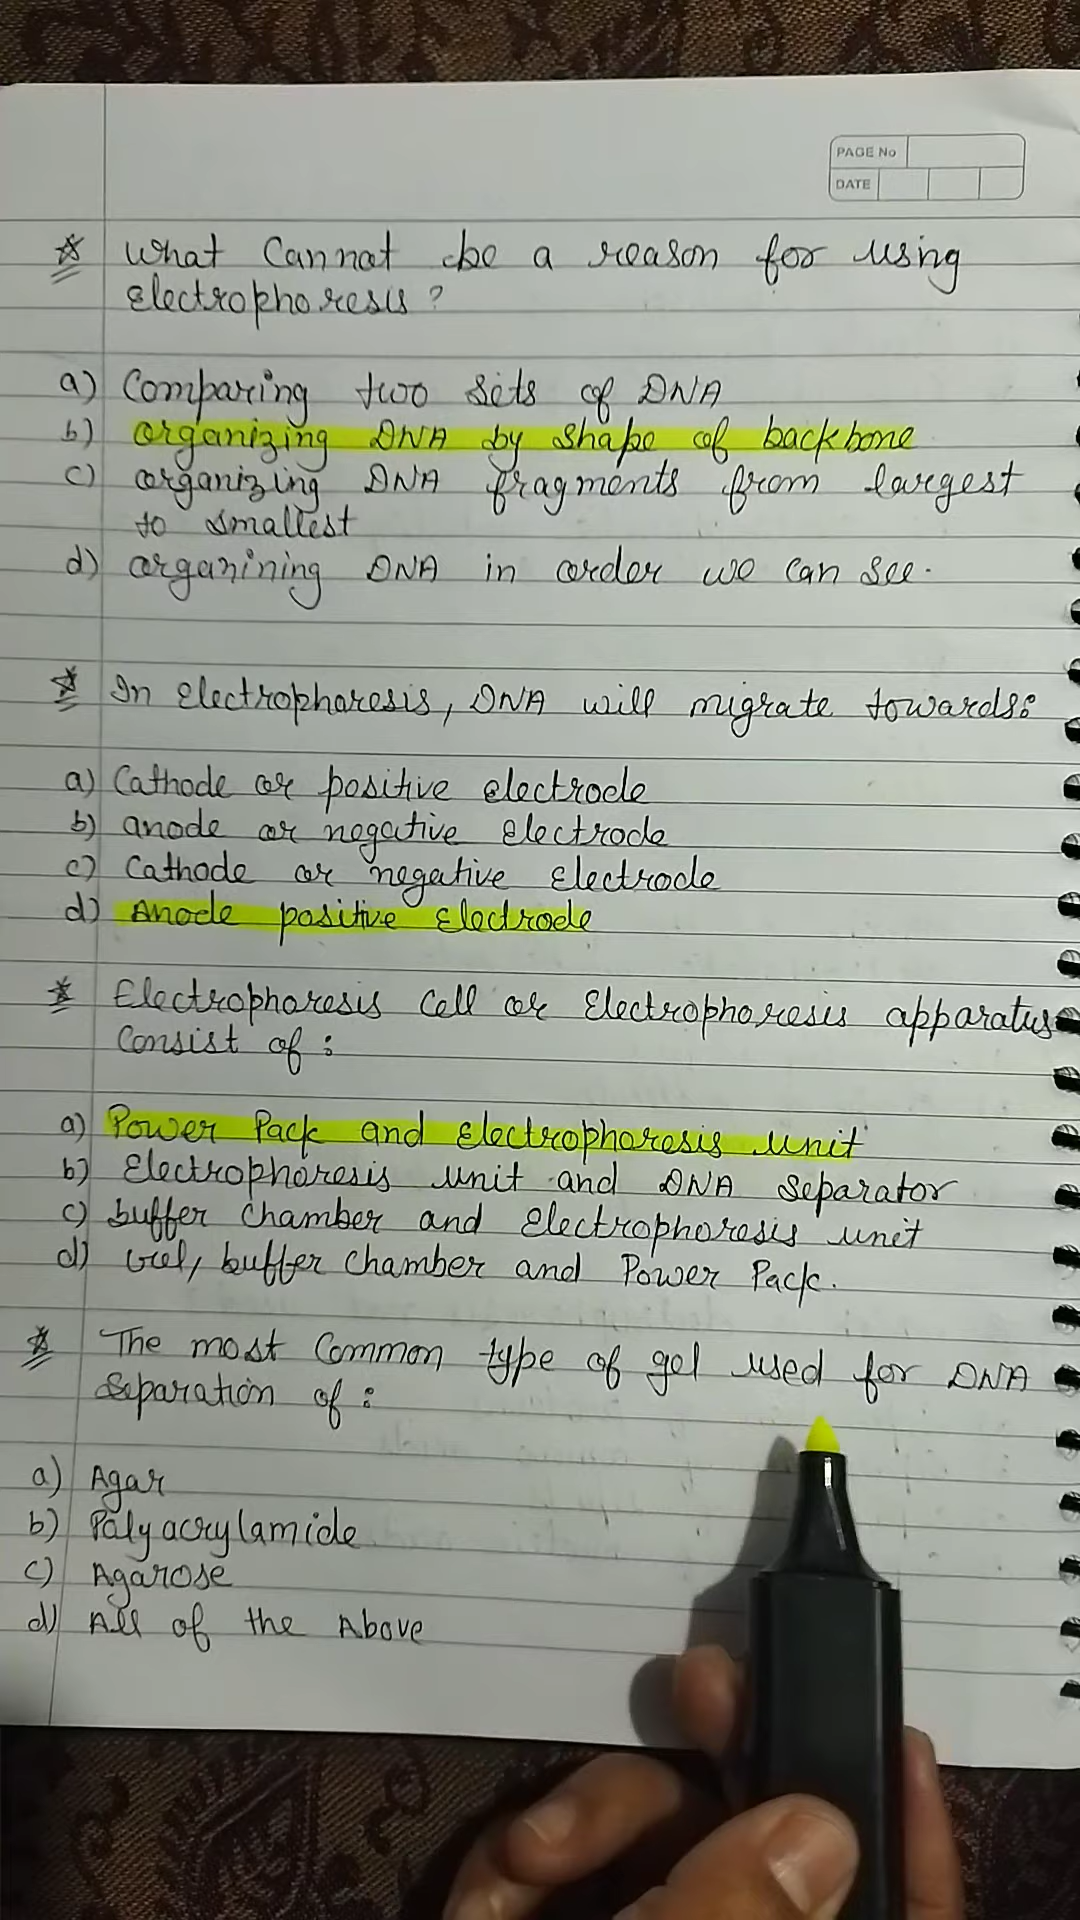 PAGE No
DATE
What Cannot be a reason for using
Electrophoresis?
a) Comparing two sets of DNA
b) organizing DNA by shape of backbone
c) organizing DNA fragments from largest
to smallest
d) organining DNA in order we can see.
In Electropharesis, DNA will migrate towards:
a) Cathode or positive electrode
b) anode or negative Electrode
c) Cathode or negative Electrode
d) Anode positive Electrode
Electropharesis Cell or Electrophoresis apparatus
Consist of :
a) Power Pack and Electrophoresis unit
b) Electrophoresis unit and DNA Separator
c) buffer Chamber and Electrophoresis unit
d) Gel, buffer Chamber and Power Pack.
The most Common type of gel used for DNA
Separation of :
a) Agar
b) Polyacrylamide
c) Agarose
d) All of the Above